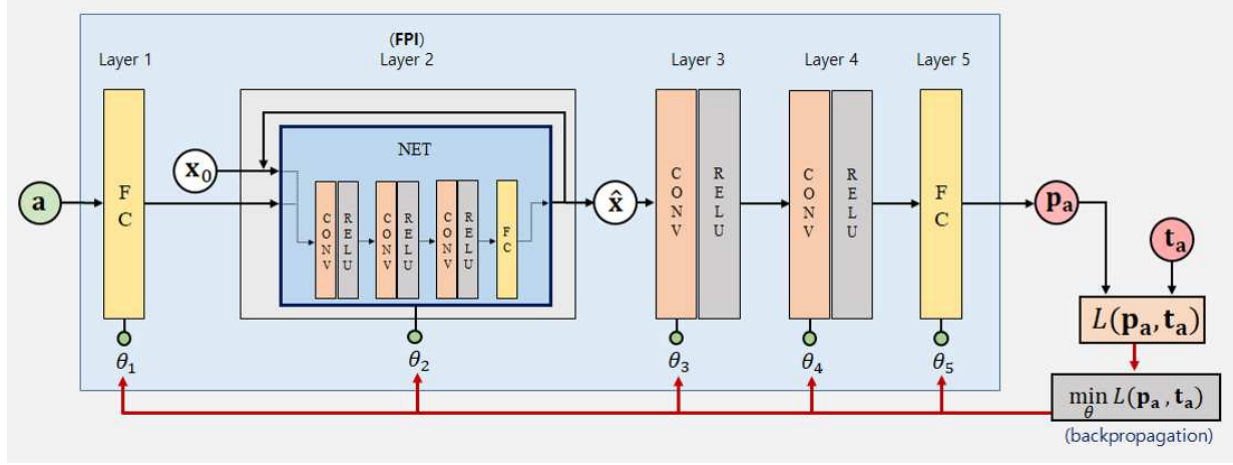 (FPI)
Layer 1
Layer 2
Layer 3
Layer 4
Layer 5
NET
a
FC
x₀
CONV
RELU
CONV
RELU
CONV
RELU
FC
x̂
CONV
RELU
CONV
RELU
FC
pₐ
tₐ
L(pₐ,tₐ)
θ₁
θ₂
θ₃
θ₄
θ₅
min L(pₐ,tₐ)
θ
(backpropagation)